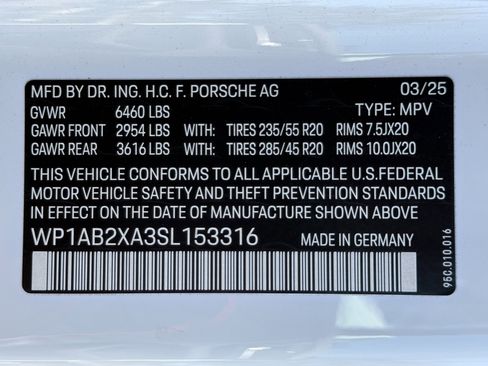 MFD BY DR. ING. H.C. F. PORSCHE AG 03/25
GVWR 6460 LBS TYPE: MPV
GAWR FRONT 2954 LBS WITH: TIRES 235/55 R20 RIMS 7.5JX20
GAWR REAR 3616 LBS WITH: TIRES 285/45 R20 RIMS 10.0JX20
THIS VEHICLE CONFORMS TO ALL APPLICABLE U.S.FEDERAL
MOTOR VEHICLE SAFETY AND THEFT PREVENTION STANDARDS
IN EFFECT ON THE DATE OF MANUFACTURE SHOWN ABOVE
WP1AB2XA3SL153316 MADE IN GERMANY
95C.010.016